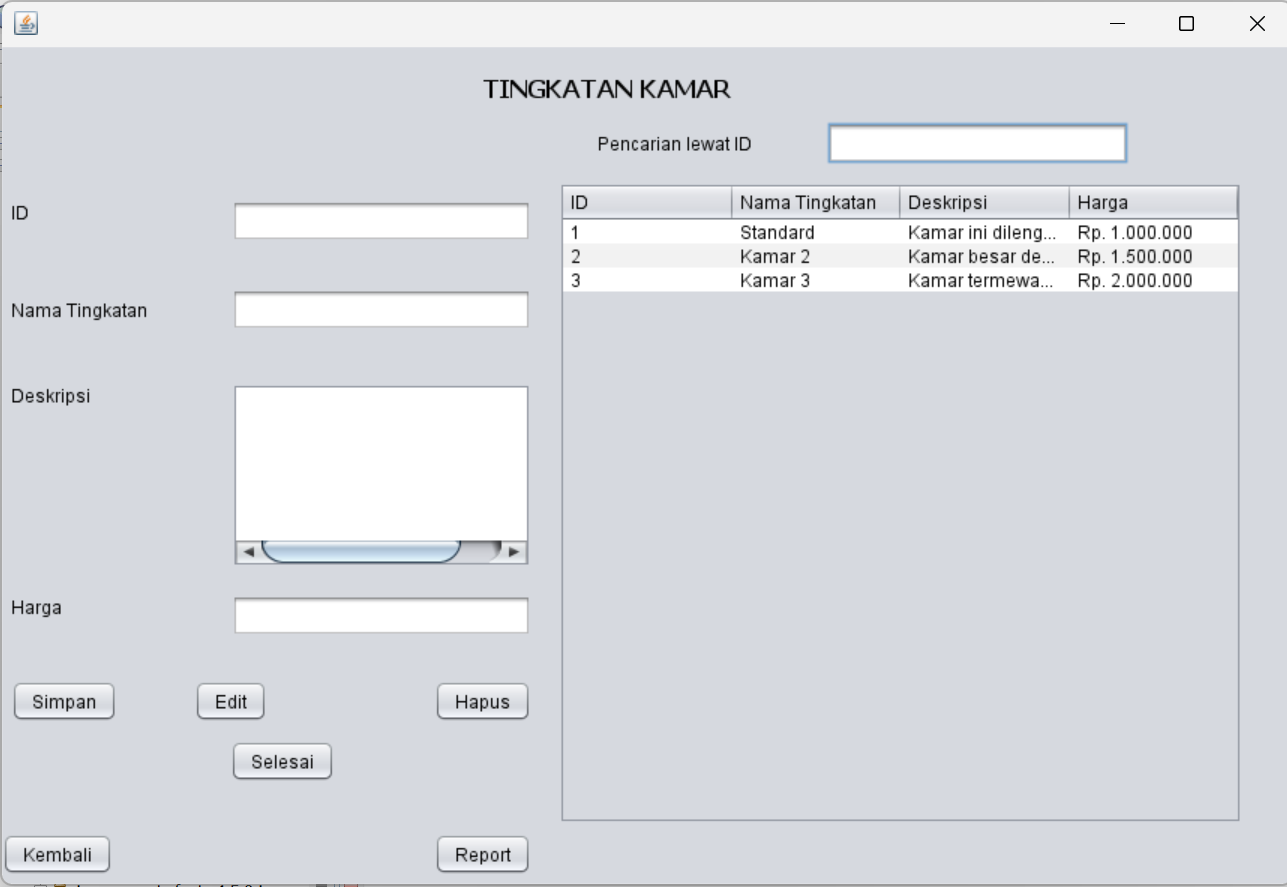 TINGKATAN KAMAR
Pencarian lewat ID
ID
Nama Tingkatan
Deskripsi
Harga
Simpan Edit Hapus
Selesai
Kembali Report
ID Nama Tingkatan Deskripsi Harga
1 Standard Kamar ini dileng... Rp. 1.000.000
2 Kamar 2 Kamar besar de... Rp. 1.500.000
3 Kamar 3 Kamar termewa... Rp. 2.000.000